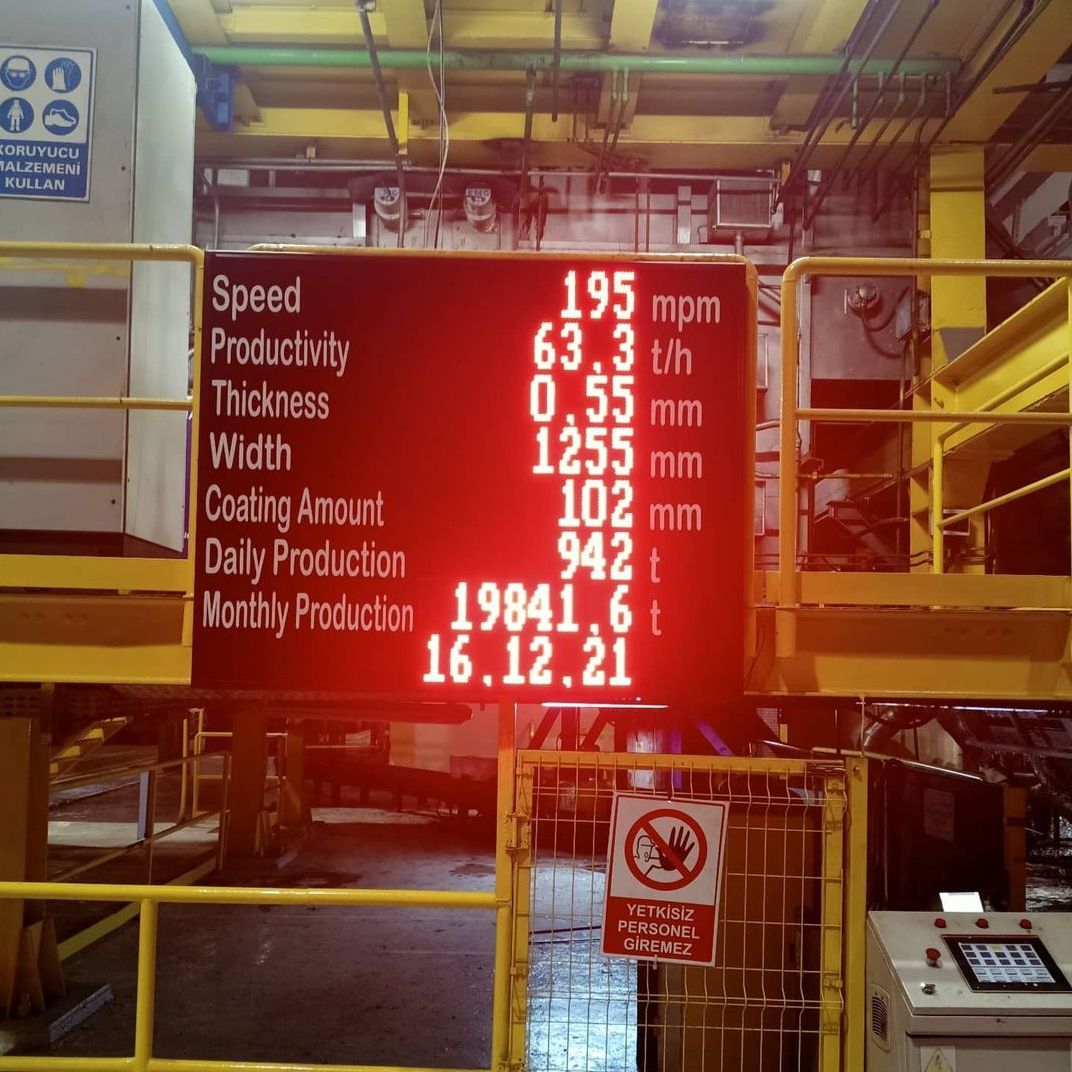 KORUYUCU
MALZEMENİ
KULLAN
Speed 195 mpm
Productivity 63.3 t/h
Thickness 0.55 mm
Width 1255 mm
Coating Amount 102 mm
Daily Production 942 t
Monthly Production 19841.6 t
16.12.21
YETKİSİZ
PERSONEL
GİREMEZ